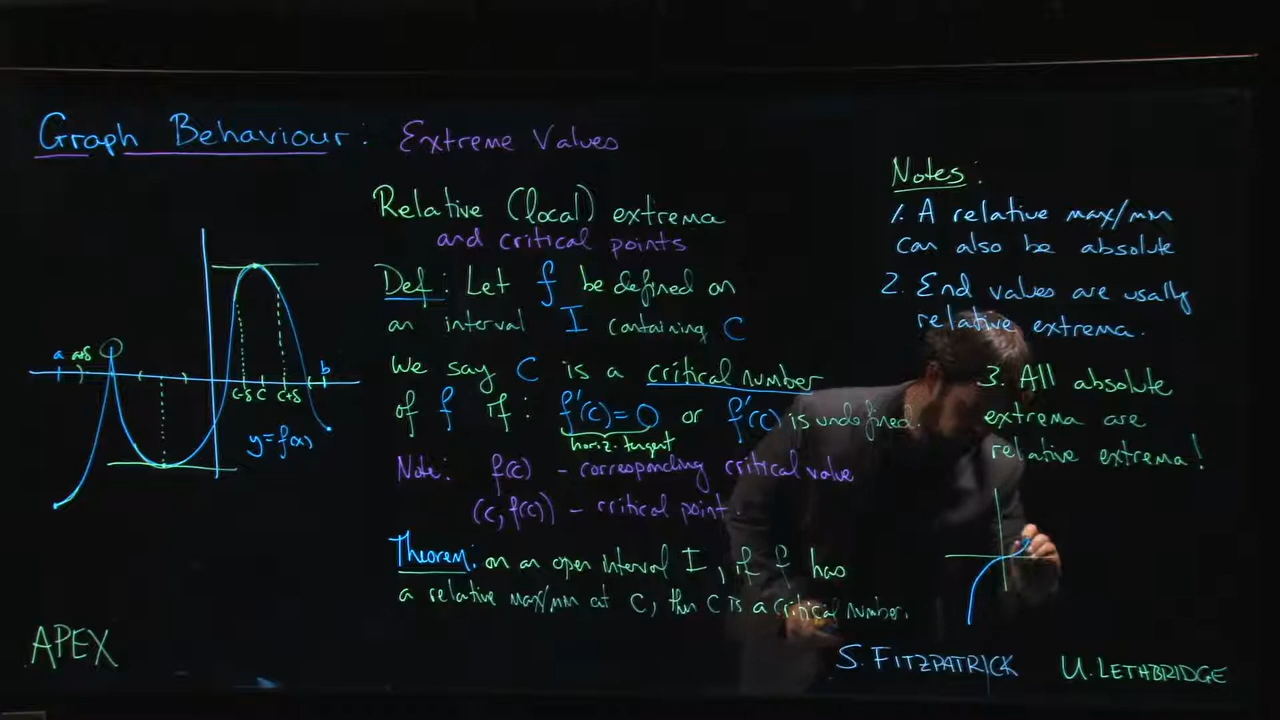 Graph Behaviour: Extreme Values
Relative (local) extrema
and critical points
Def: Let f be defined on
an interval I containing C
We say C is a critical number
of f if: f'(c)=0 or f'(c) is undefined.
horiz. tangent
Note: f(c) - corresponding critical value
(c, f(c)) - critical point.
Theorem: on an open interval I, if f has
a relative max/min at C, then C is a critical number.
a a+δ
c-δ c c+δ
b
y=f(x)
Notes:
1. A relative max/min
can also be absolute
2. End values are usally
relative extrema.
3. All absolute
extrema are
relative extrema!
APEX
S. FITZPATRICK U. LETHBRIDGE